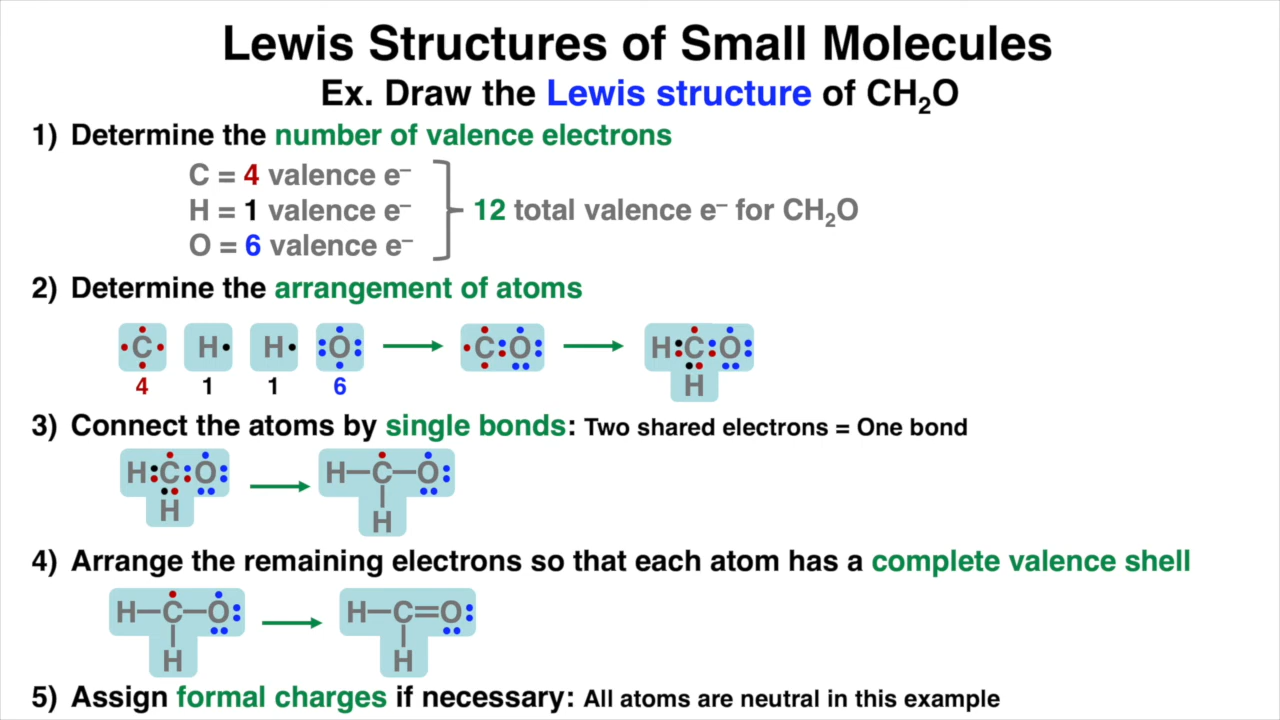 Lewis Structures of Small Molecules
Ex. Draw the Lewis structure of CH₂O
1) Determine the number of valence electrons
C = 4 valence e⁻
H = 1 valence e⁻
O = 6 valence e⁻
12 total valence e⁻ for CH₂O
2) Determine the arrangement of atoms
C H H O C O H C O
4 1 1 6 H
3) Connect the atoms by single bonds: Two shared electrons = One bond
H C O H C O
H H
4) Arrange the remaining electrons so that each atom has a complete valence shell
H C O H C O
H H
5) Assign formal charges if necessary: All atoms are neutral in this example